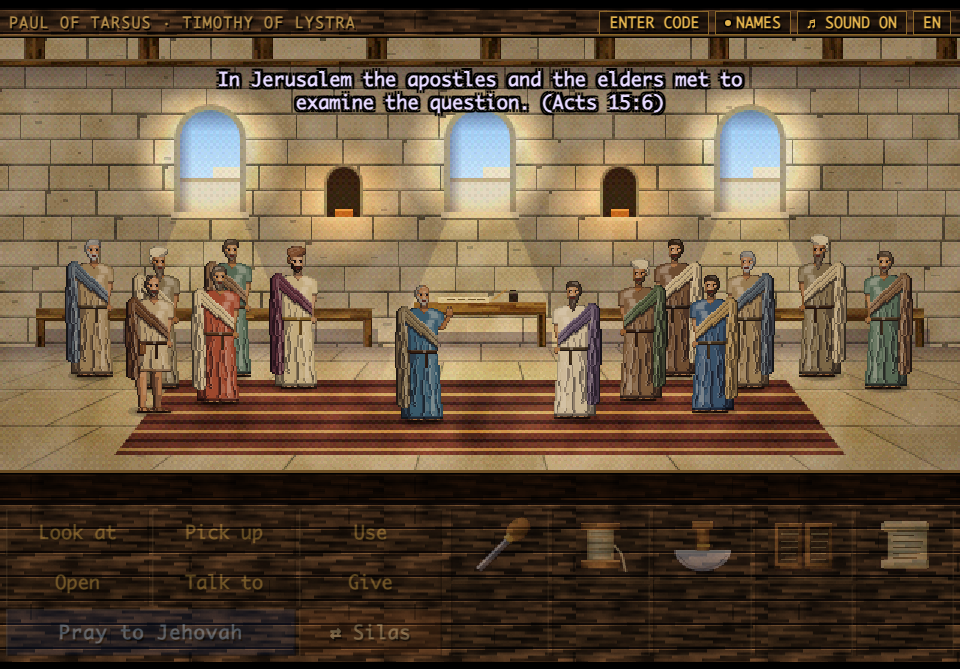 PAUL OF TARSUS · TIMOTHY OF LYSTRA
ENTER CODE
• NAMES
♬ SOUND ON
EN
In Jerusalem the apostles and the elders met to
examine the question. (Acts 15:6)
Look at
Pick up
Use
Open
Talk to
Give
Pray to Jehovah
⇄ Silas